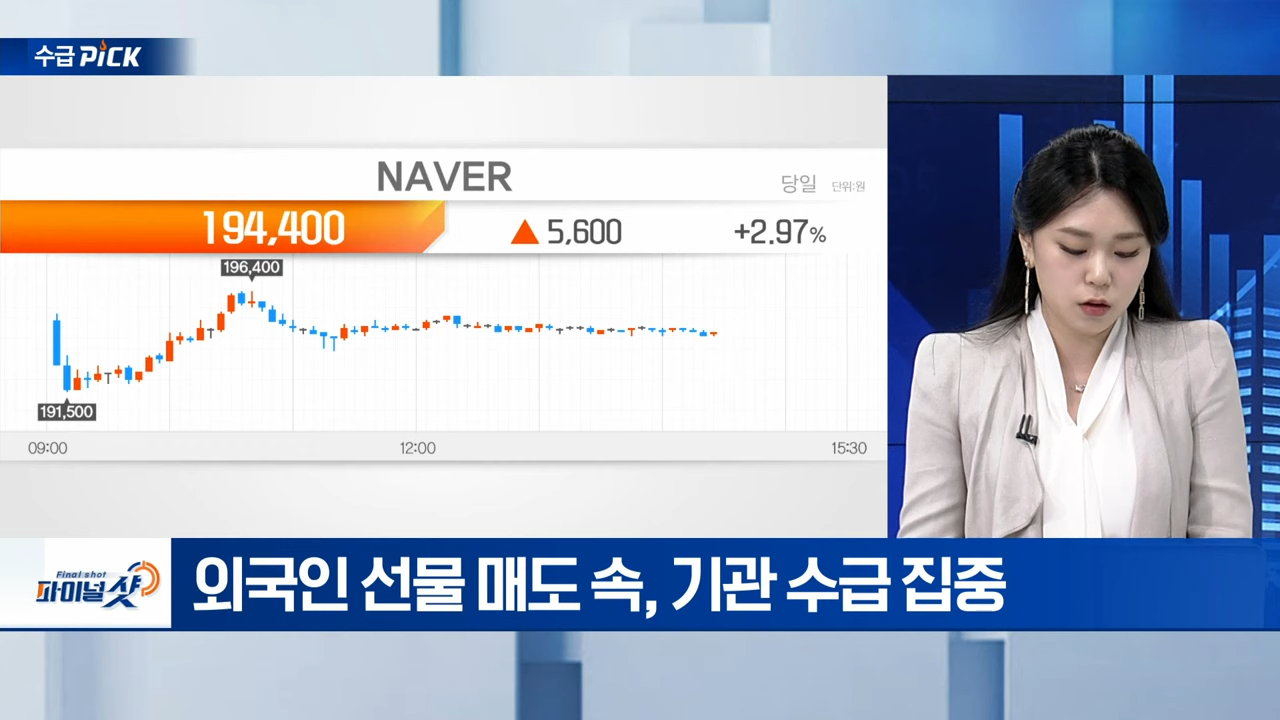 수급 PiCK
NAVER
당일 단위:원
194,400 ▲ 5,600 +2.97%
196,400
191,500
09:00 12:00 15:30
Final shot
파이널샷
외국인 선물 매도 속, 기관 수급 집중